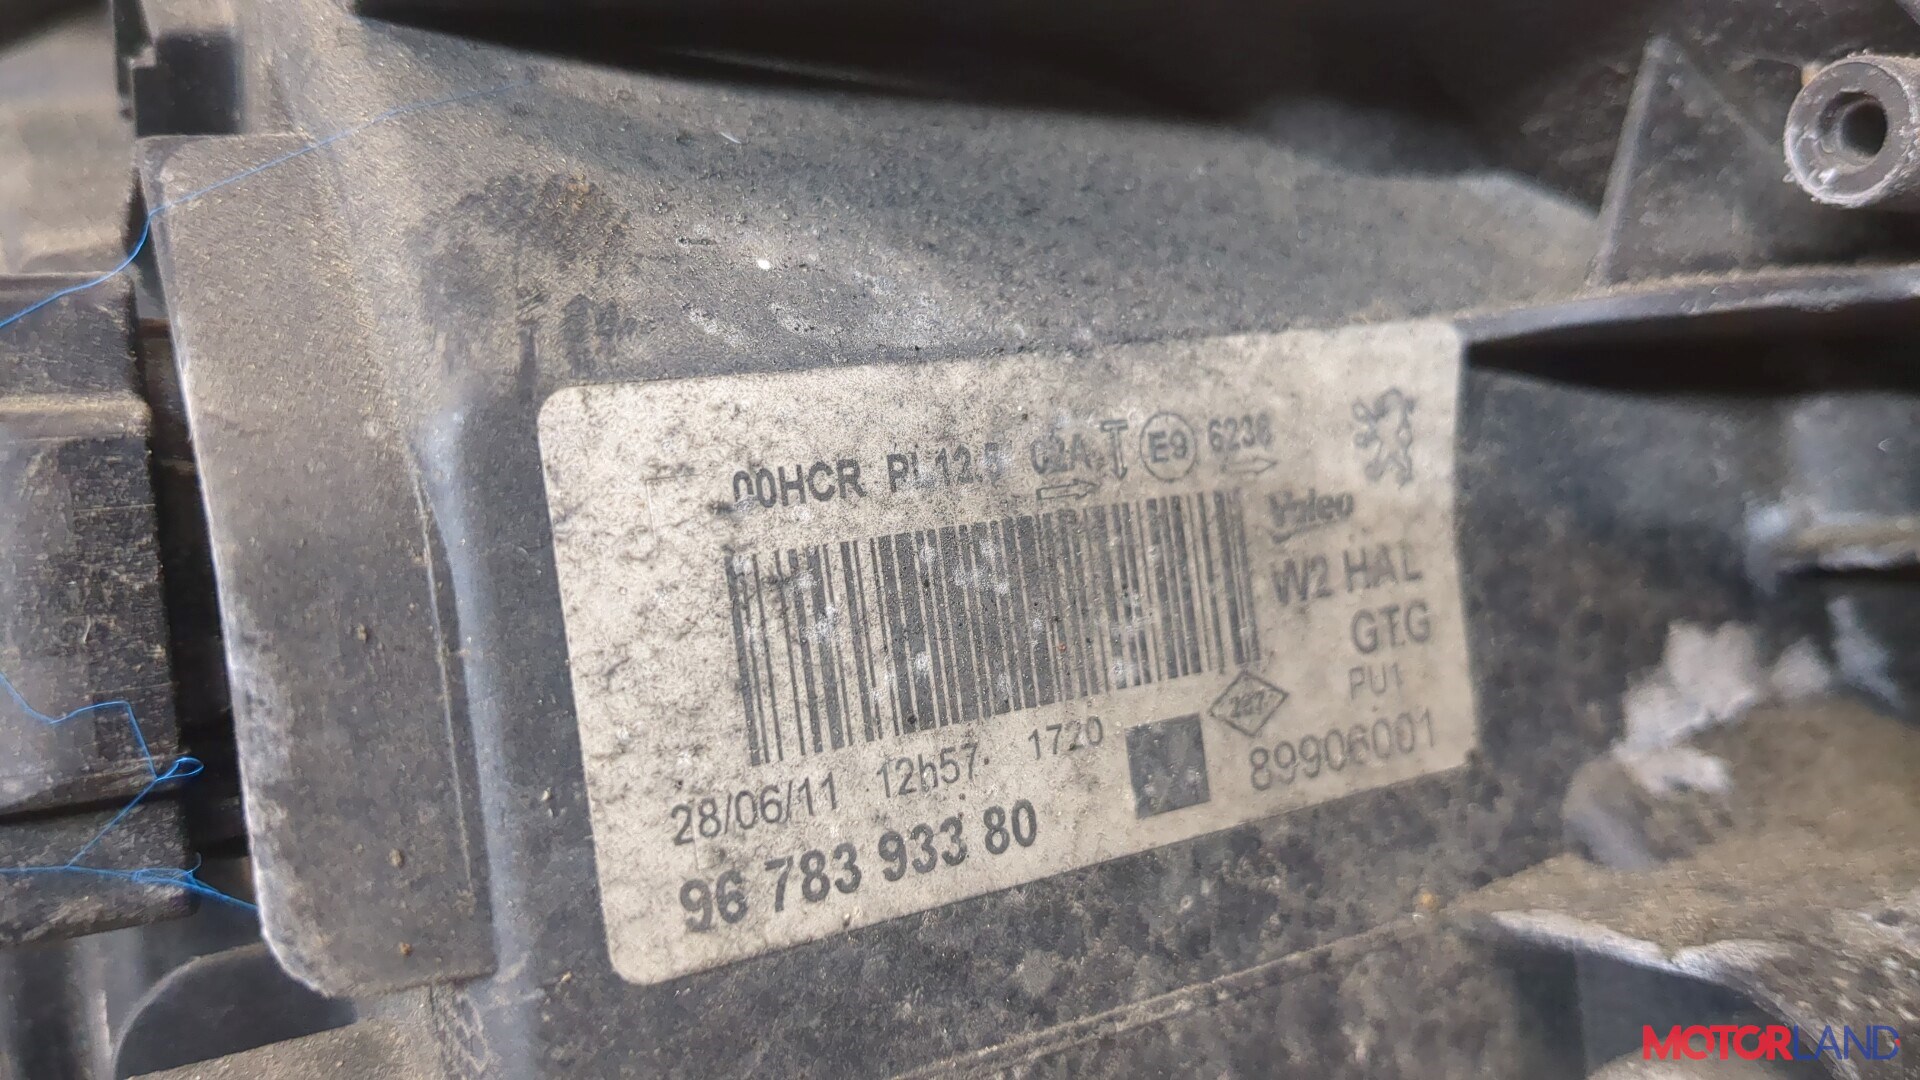 00HCR PL12.5 02A E9 6236
Valeo
W2 HAL
GTG
PU1
28/06/11 12h57 1720
89906001
96 783 933 80
MOTORLAND